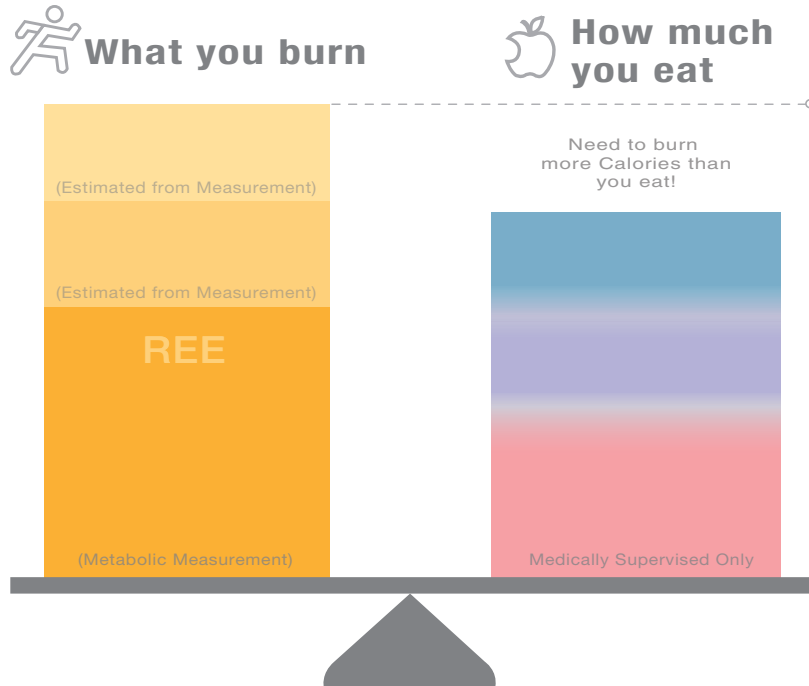 What you burn
How much
you eat
Need to burn
more Calories than
you eat!
(Estimated from Measurement)
(Estimated from Measurement)
REE
(Metabolic Measurement)
Medically Supervised Only